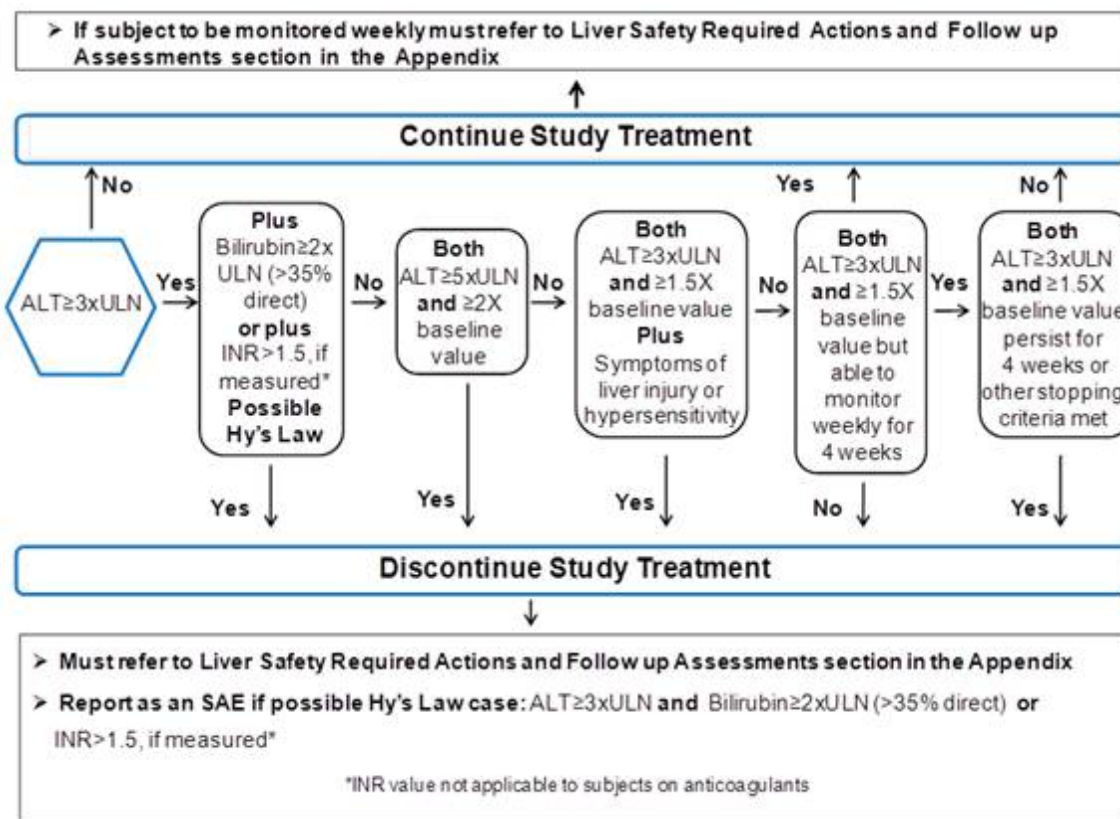 ➤ If subject to be monitored weekly must refer to Liver Safety Required Actions and Follow up
Assessments section in the Appendix
Continue Study Treatment
No
Yes
No
ALT≥3xULN
Yes
Plus
Bilirubin≥2x
ULN (>35%
direct)
or plus
INR>1.5, if
measured*
Possible
Hy's Law
No
Both
ALT≥5xULN
and ≥2X
baseline
value
No
Both
ALT≥3xULN
and ≥1.5X
baseline value
Plus
Symptoms of
liver injury or
hypersensitivity
No
Both
ALT≥3xULN
and ≥1.5X
baseline
value but
able to
monitor
weekly for
4 weeks
Yes
Both
ALT≥3xULN
and ≥1.5X
baseline value
persist for
4 weeks or
other stopping
criteria met
Yes
Yes
Yes
No
Yes
Discontinue Study Treatment
➤ Must refer to Liver Safety Required Actions and Follow up Assessments section in the Appendix
➤ Report as an SAE if possible Hy's Law case: ALT≥3xULN and Bilirubin≥2xULN (>35% direct) or
INR>1.5, if measured*
*INR value not applicable to subjects on anticoagulants